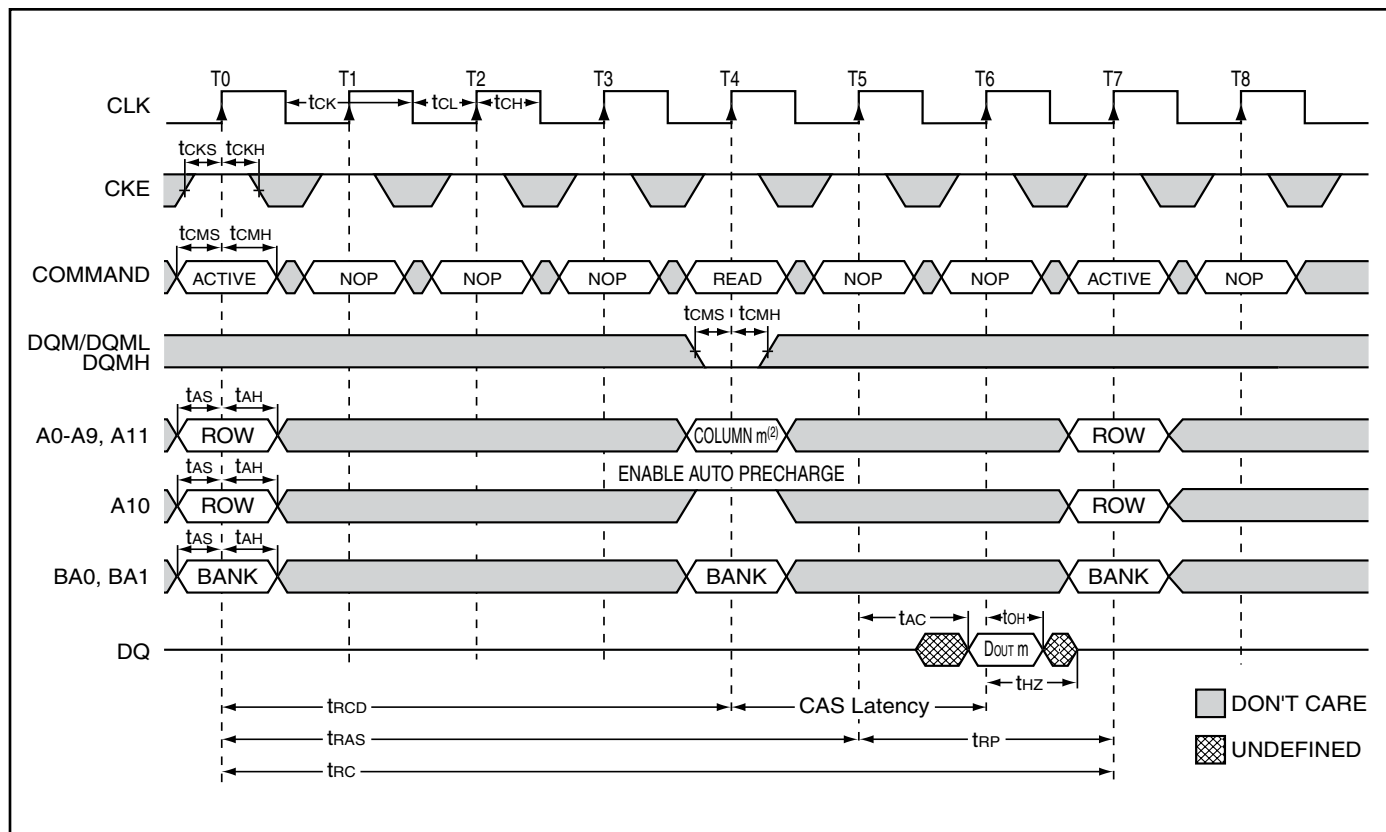 T0 T1 T2 T3 T4 T5 T6 T7 T8
CLK tCK tCL tCH
tCKS tCKH
CKE
tCMS tCMH
COMMAND ACTIVE NOP NOP NOP READ NOP NOP ACTIVE NOP
tCMS tCMH
DQM/DQML
DQMH
tAS tAH
A0-A9, A11 ROW COLUMN m(2) ROW
tAS tAH ENABLE AUTO PRECHARGE
A10 ROW ROW
tAS tAH
BA0, BA1 BANK BANK BANK
tAC tOH
DQ DOUT m
tHZ
tRCD CAS Latency
DON'T CARE
tRAS tRP
UNDEFINED
tRC